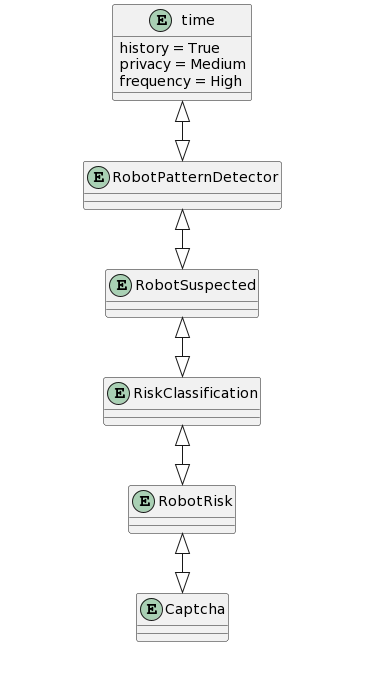 E time
history = True
privacy = Medium
frequency = High
E RobotPatternDetector
E RobotSuspected
E RiskClassification
E RobotRisk
E Captcha